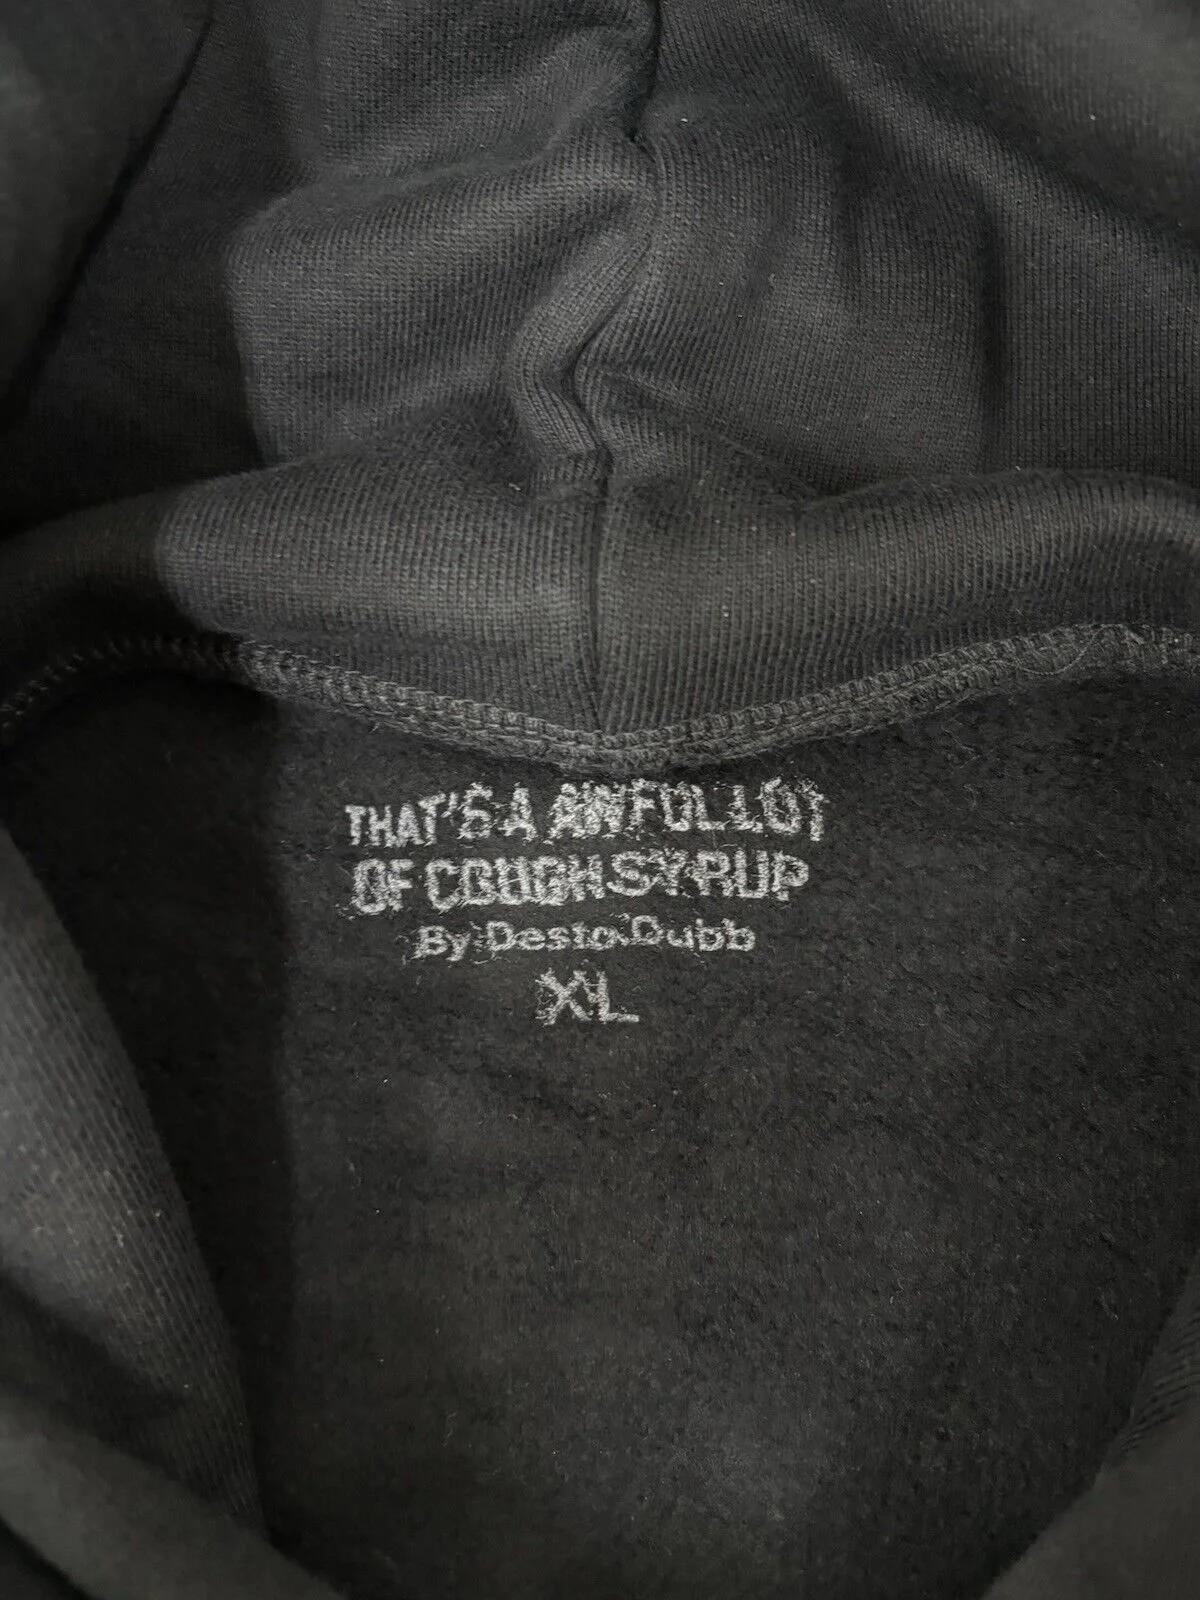 THAT'S A AWFUL LOT
OF COUGH SYRUP
By Desto Dubb
XL